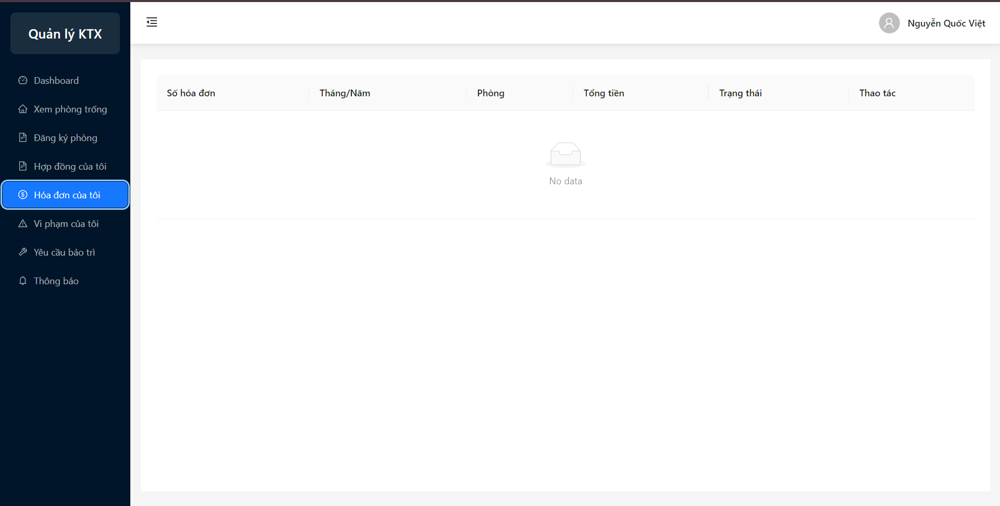 Quản lý KTX
Nguyễn Quốc Việt
Dashboard
Xem phòng trống
Đăng ký phòng
Hợp đồng của tôi
Hóa đơn của tôi
Vi phạm của tôi
Yêu cầu bảo trì
Thông báo
Số hóa đơn Tháng/Năm Phòng Tổng tiền Trạng thái Thao tác
No data